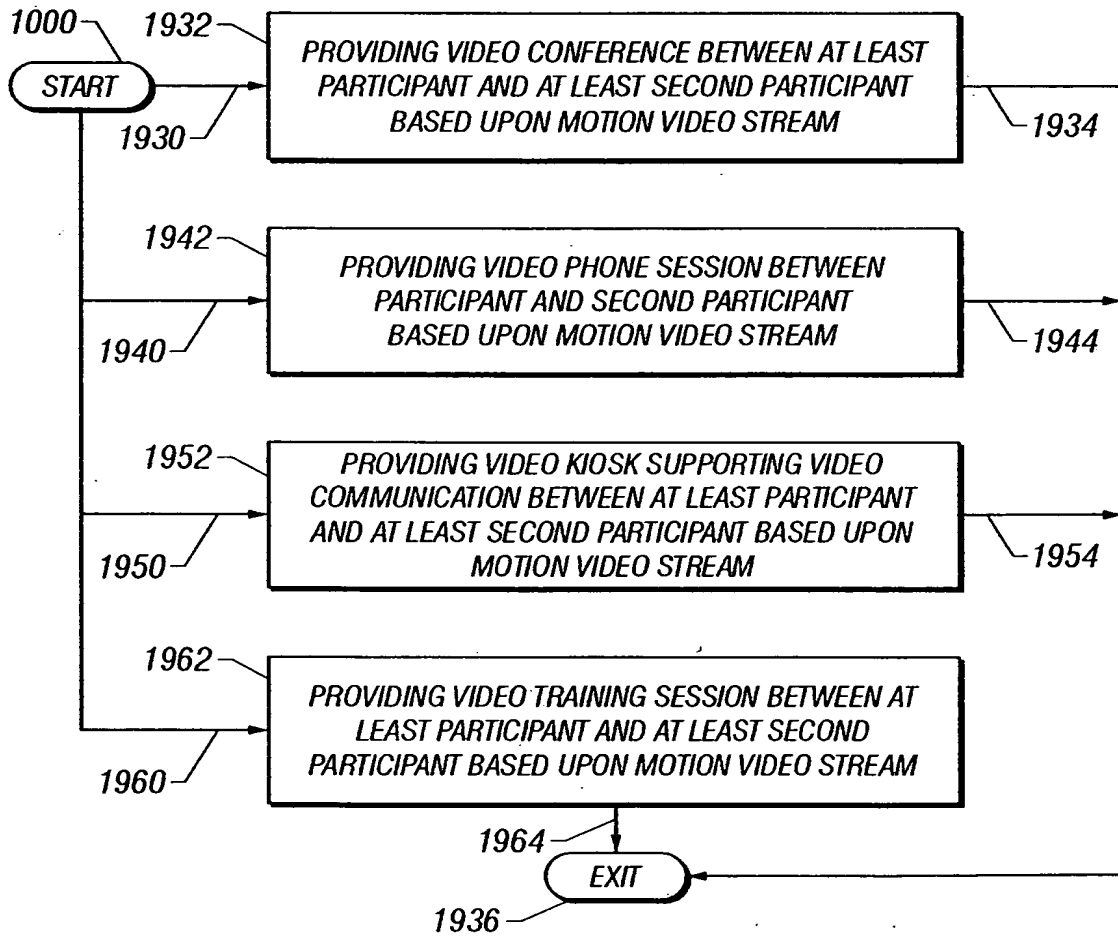 1000
START
1932
PROVIDING VIDEO CONFERENCE BETWEEN AT LEAST
PARTICIPANT AND AT LEAST SECOND PARTICIPANT
BASED UPON MOTION VIDEO STREAM
1930
1934
1942
PROVIDING VIDEO PHONE SESSION BETWEEN
PARTICIPANT AND SECOND PARTICIPANT
BASED UPON MOTION VIDEO STREAM
1940
1944
1952
PROVIDING VIDEO KIOSK SUPPORTING VIDEO
COMMUNICATION BETWEEN AT LEAST PARTICIPANT
AND AT LEAST SECOND PARTICIPANT BASED UPON
MOTION VIDEO STREAM
1950
1954
1962
PROVIDING VIDEO TRAINING SESSION BETWEEN AT
LEAST PARTICIPANT AND AT LEAST SECOND
PARTICIPANT BASED UPON MOTION VIDEO STREAM
1960
1964
EXIT
1936